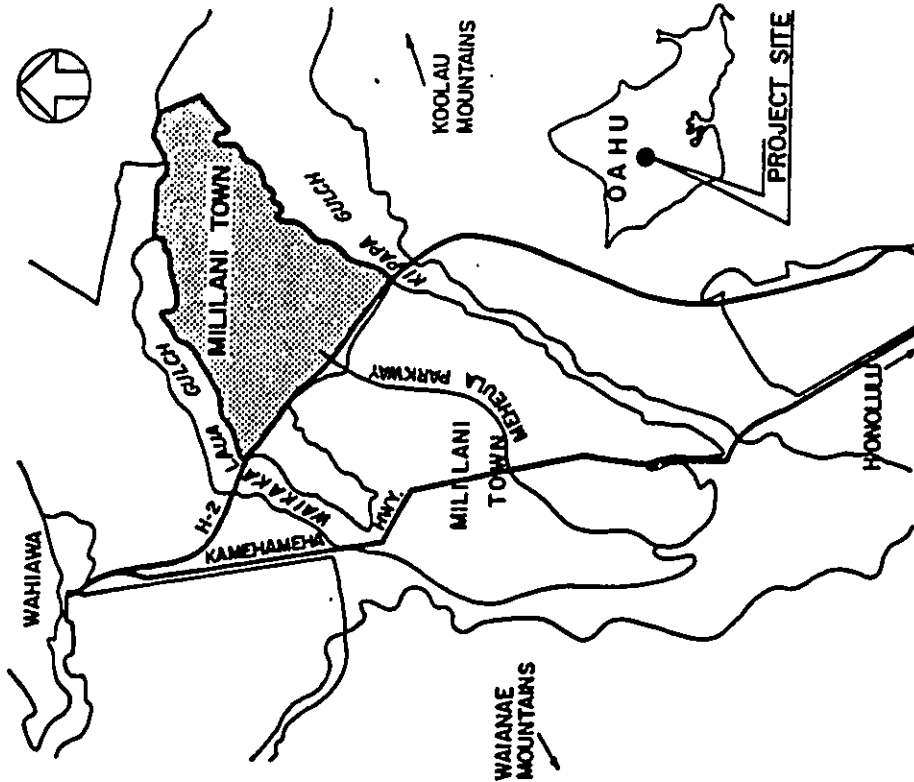 WAHIAWA
H-2
KAMEHAMEHA
HWY.
WAIKAKALAUA GULCH
MILILANI TOWN
KIPAPA GULCH
KOOLAU
MOUNTAINS
MEHEULA PARKWAY
MILILANI
TOWN
WAIANAE
MOUNTAINS
HONOLULU
OAHU
PROJECT SITE